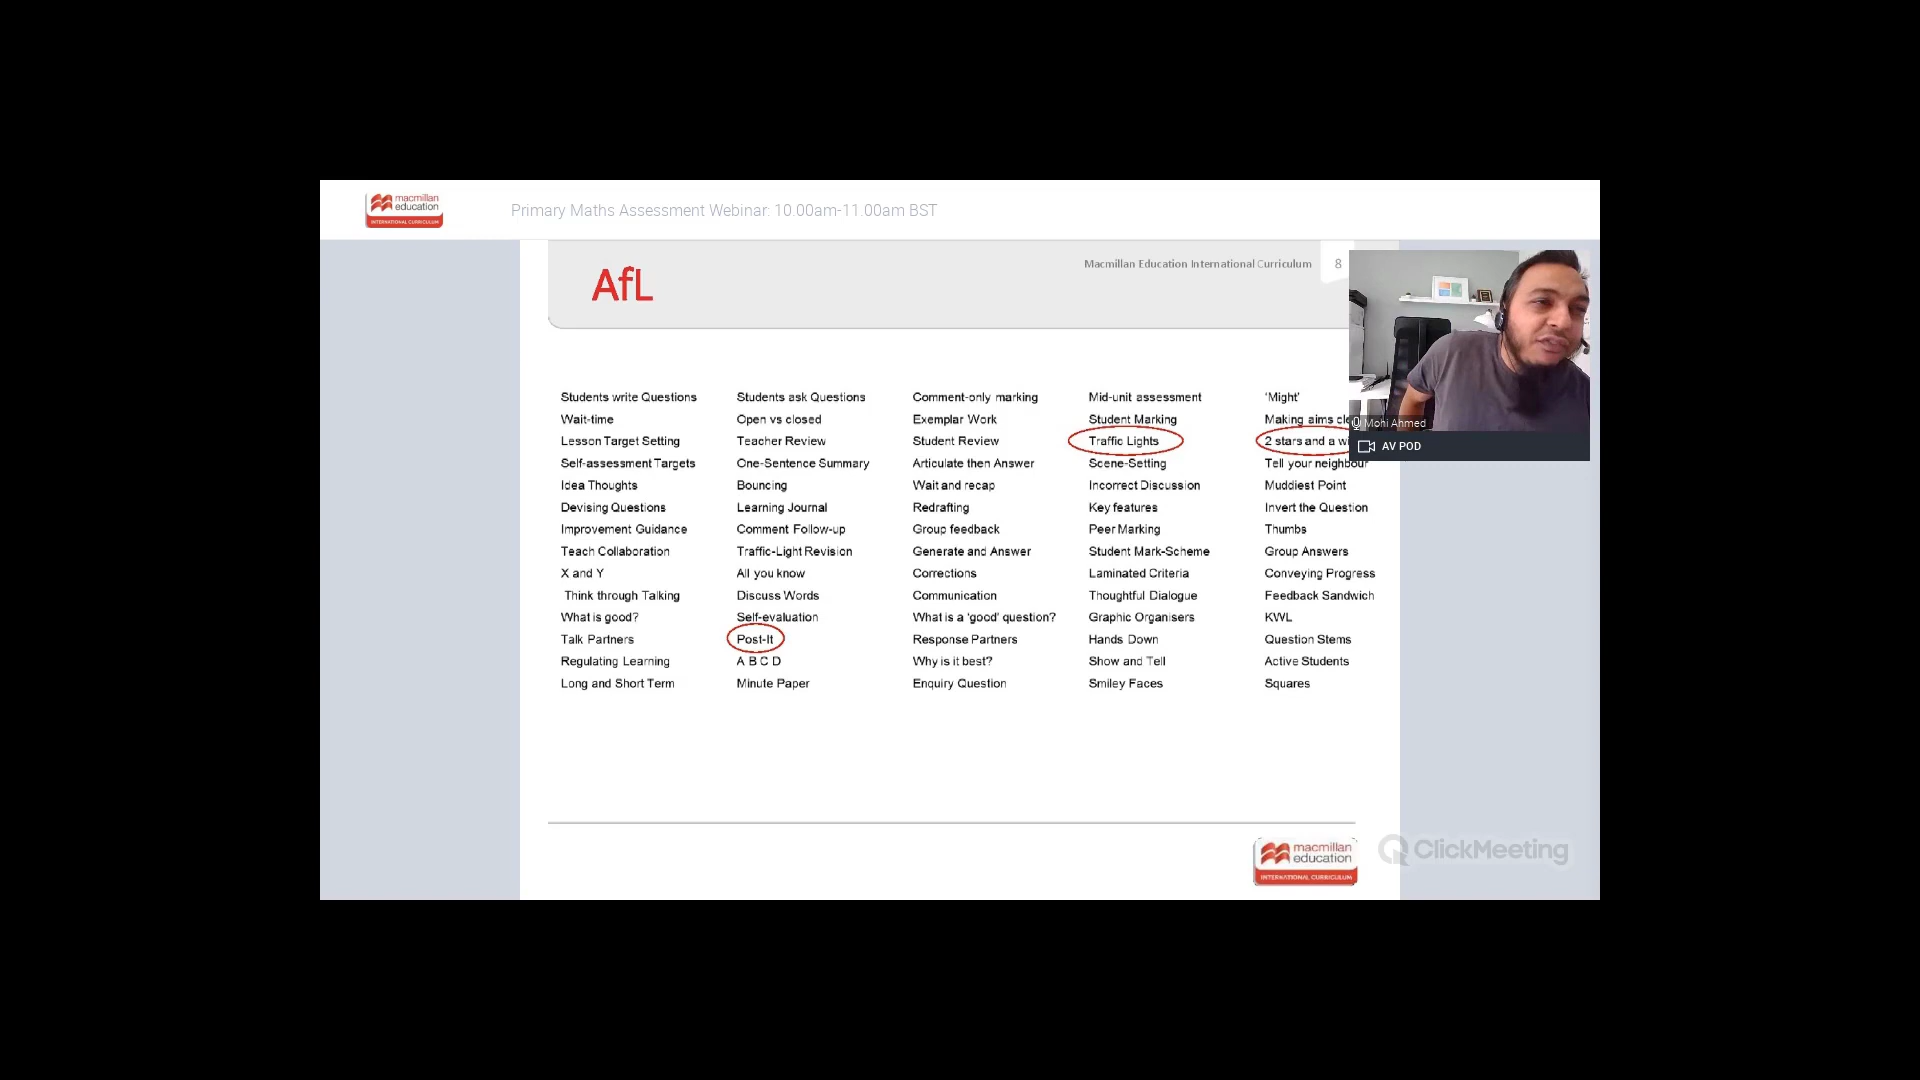 macmillan
education
INTERNATIONAL CURRICULUM
Primary Maths Assessment Webinar: 10.00am-11.00am BST
AfL
Macmillan Education International Curriculum
8
Students write Questions
Wait-time
Lesson Target Setting
Self-assessment Targets
Idea Thoughts
Devising Questions
Improvement Guidance
Teach Collaboration
X and Y
Think through Talking
What is good?
Talk Partners
Regulating Learning
Long and Short Term
Students ask Questions
Open vs closed
Teacher Review
One-Sentence Summary
Bouncing
Learning Journal
Comment Follow-up
Traffic-Light Revision
All you know
Discuss Words
Self-evaluation
Post-It
A B C D
Minute Paper
Comment-only marking
Exemplar Work
Student Review
Articulate then Answer
Wait and recap
Redrafting
Group feedback
Generate and Answer
Corrections
Communication
What is a ‘good’ question?
Response Partners
Why is it best?
Enquiry Question
Mid-unit assessment
Student Marking
Traffic Lights
Scene-Setting
Incorrect Discussion
Key features
Peer Marking
Student Mark-Scheme
Laminated Criteria
Thoughtful Dialogue
Graphic Organisers
Hands Down
Show and Tell
Smiley Faces
‘Might’
Making aims
2 stars and a
Tell your neighbour
Muddiest Point
Invert the Question
Thumbs
Group Answers
Conveying Progress
Feedback Sandwich
KWL
Question Stems
Active Students
Squares
Mohi Ahmed
AV POD
macmillan
education
INTERNATIONAL CURRICULUM
ClickMeeting